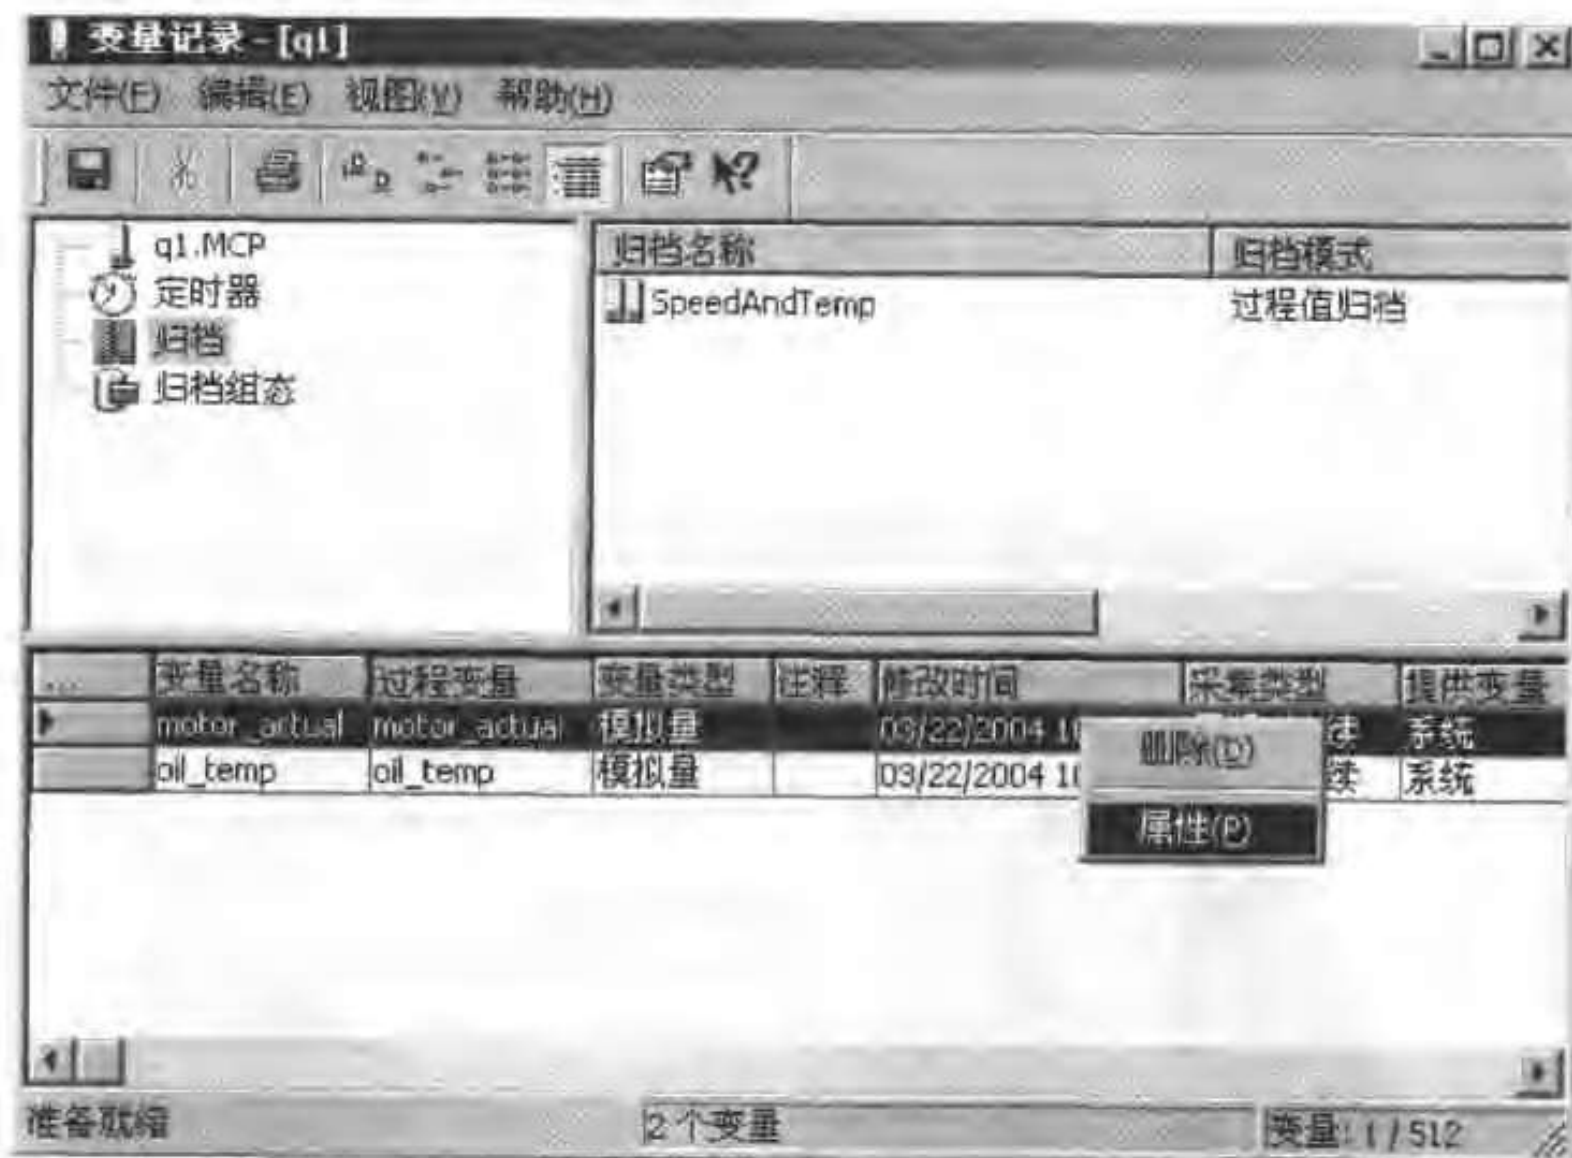 变量记录 - [q1]
文件(F) 编辑(E) 视图(V) 帮助(H)
q1.MCP
定时器
归档
归档组态
归档名称 归档模式
SpeedAndTemp 过程值归档
... 变量名称 过程变量 变量类型 注释 修改时间 采集类型 提供变量
motor_actual motor_actual 模拟量 03/22/2004 1 续 系统
oil_temp oil_temp 模拟量 03/22/2004 10 续 系统
删除(D)
属性(P)
准备就绪 2 个变量 变量: 1 / 512